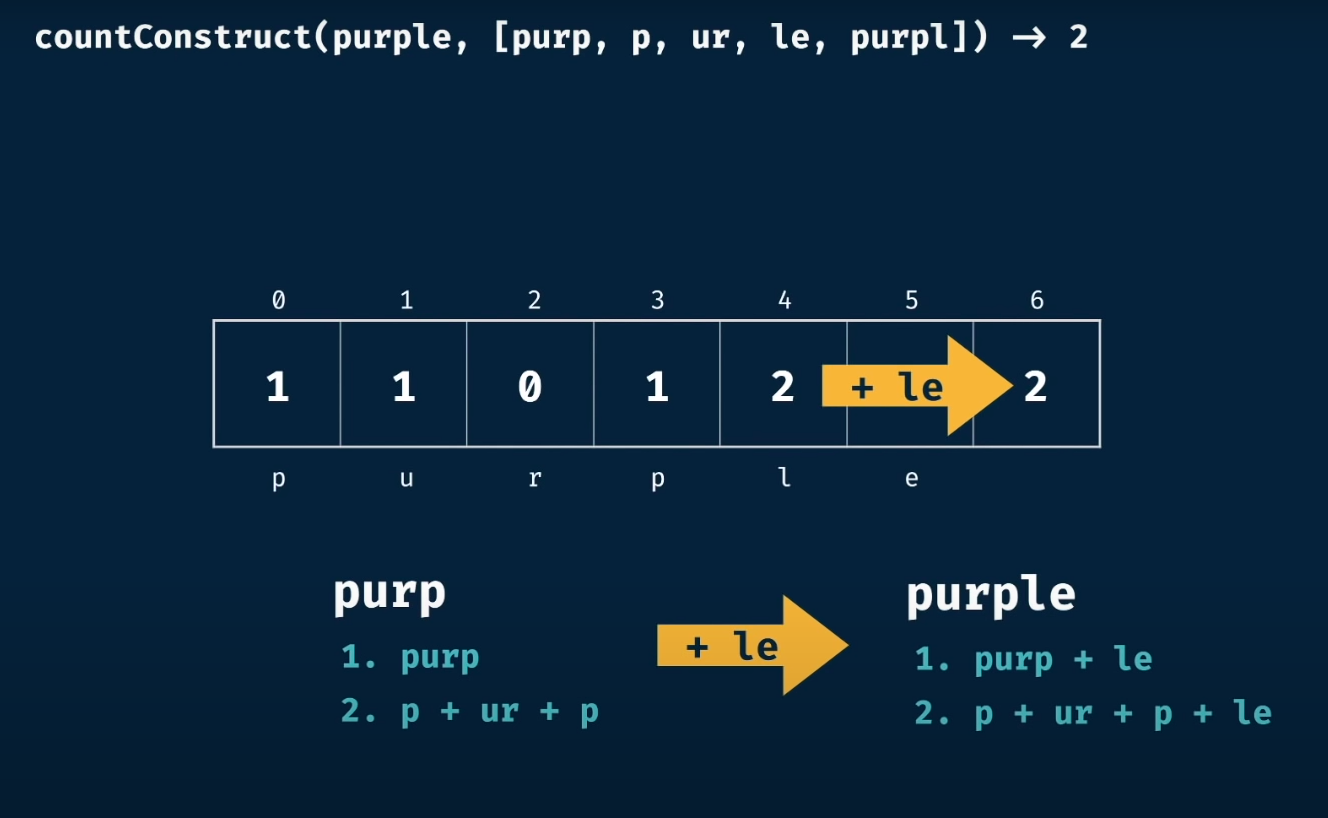 countConstruct(purple, [purp, p, ur, le, purpl]) → 2
0 1 2 3 4 5 6
1 1 0 1 2 + le 2
p u r p l e
purp
1. purp
2. p + ur + p
+ le
purple
1. purp + le
2. p + ur + p + le